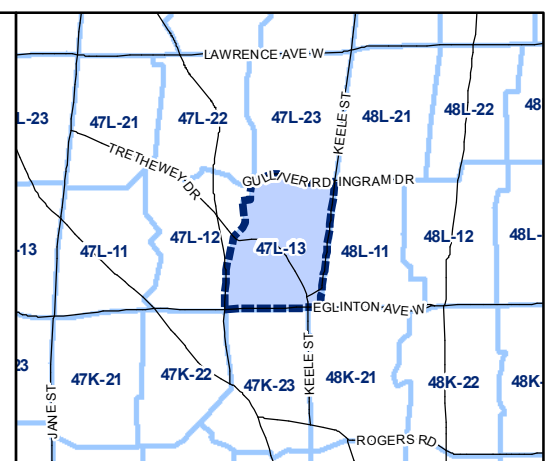 LAWRENCE AVE W
L-23
47L-21
47L-22
47L-23
KEELE ST
48L-21
48L-22
48
TRETHEWEY DR
GULLIVER RD
INGRAM DR
-13
47L-11
47L-12
47L-13
48L-11
48L-12
48L-
EGLINTON AVE W
23
47K-21
47K-22
47K-23
KEELE ST
48K-21
48K-22
48K-
JANE ST
ROGERS RD